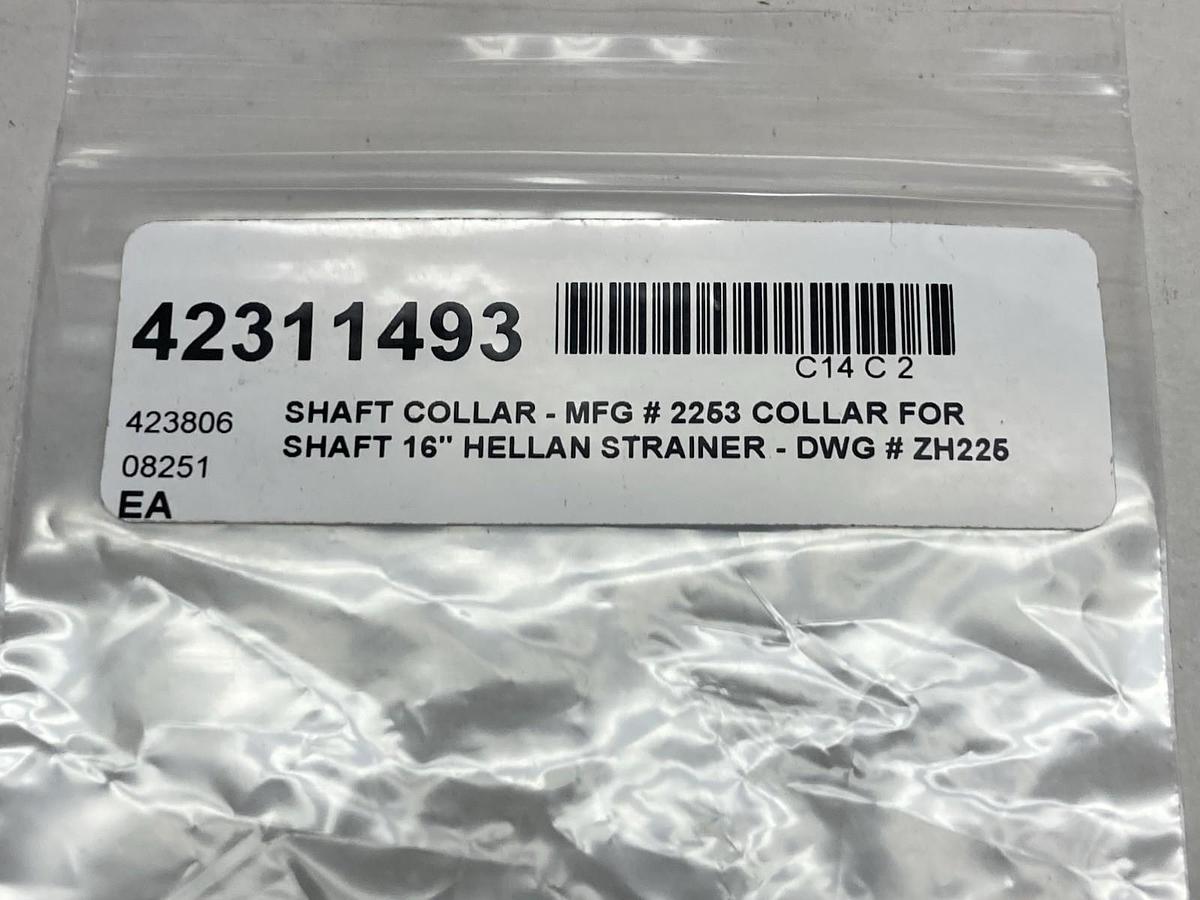 42311493
C14 C 2
423806
SHAFT COLLAR - MFG # 2253 COLLAR FOR
SHAFT 16" HELLAN STRAINER - DWG # ZH225
08251
EA